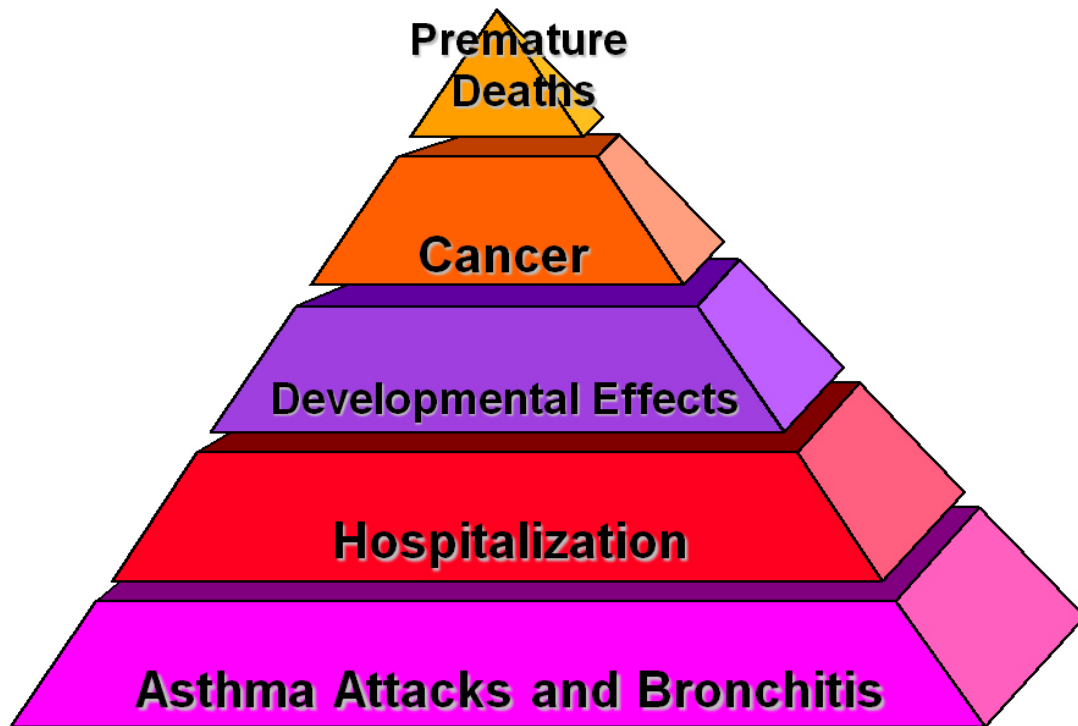 Premature
Deaths
Cancer
Developmental Effects
Hospitalization
Asthma Attacks and Bronchitis